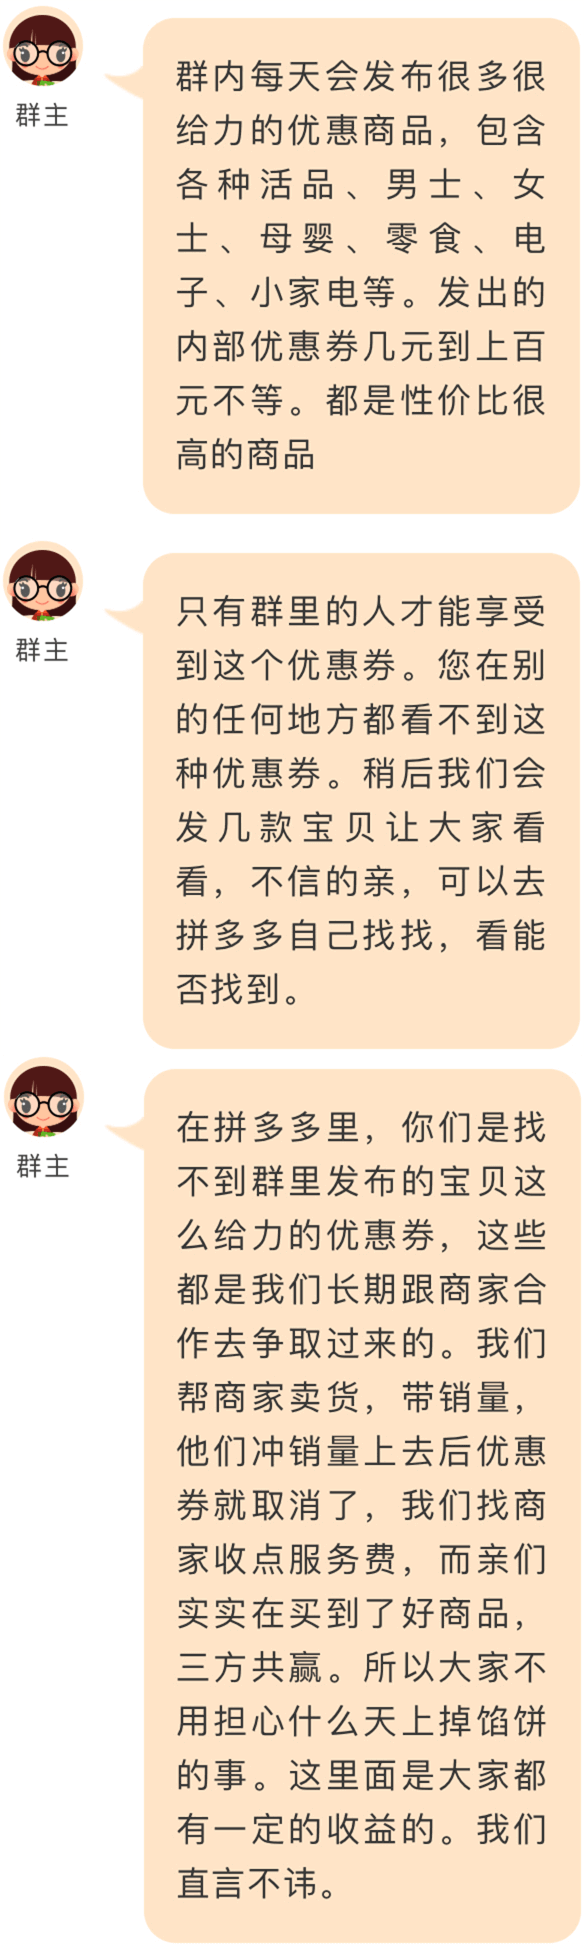 群主
群内每天会发布很多很
给力的优惠商品，包含
各种活品、男士、女
士、母婴、零食、电
子、小家电等。发出的
内部优惠券几元到上百
元不等。都是性价比很
高的商品
群主
只有群里的人才能享受
到这个优惠券。您在别
的任何地方都看不到这
种优惠券。稍后我们会
发几款宝贝让大家看
看，不信的亲，可以去
拼多多自己找找，看能
否找到。
群主
在拼多多里，你们是找
不到群里发布的宝贝这
么给力的优惠券，这些
都是我们长期跟商家合
作去争取过来的。我们
帮商家卖货，带销量，
他们冲销量上去后优惠
券就取消了，我们找商
家收点服务费，而亲们
实实在买到了好商品，
三方共赢。所以大家不
用担心什么天上掉馅饼
的事。这里面是大家都
有一定的收益的。我们
直言不讳。